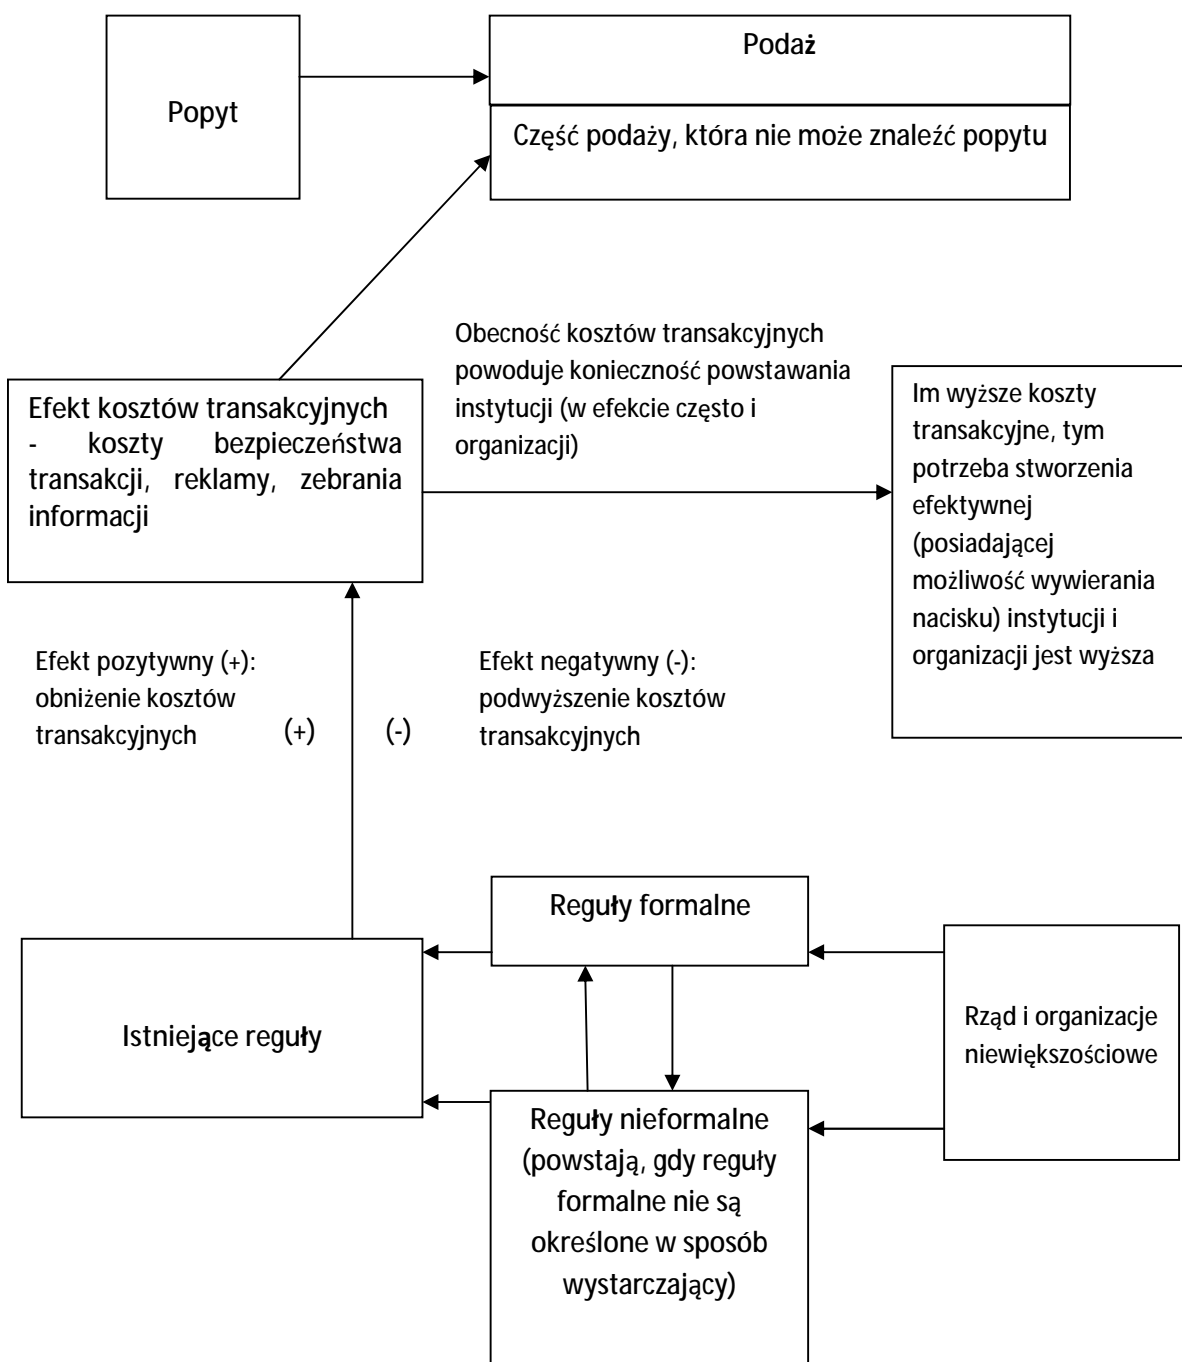 Popyt
Podaż
Część podaży, która nie może znaleźć popytu
Obecność kosztów transakcyjnych
powoduje konieczność powstawania
instytucji (w efekcie często i
organizacji)
Efekt kosztów transakcyjnych
- koszty bezpieczeństwa
transakcji, reklamy, zebrania
informacji
Im wyższe koszty
transakcyjne, tym
potrzeba stworzenia
efektywnej
(posiadającej
możliwość wywierania
nacisku) instytucji i
organizacji jest wyższa
Efekt pozytywny (+):
obniżenie kosztów
transakcyjnych
(+)
(-)
Efekt negatywny (-):
podwyższenie kosztów
transakcyjnych
Reguły formalne
Istniejące reguły
Rząd i organizacje
niewiększościowe
Reguły nieformalne
(powstają, gdy reguły
formalne nie są
określone w sposób
wystarczający)